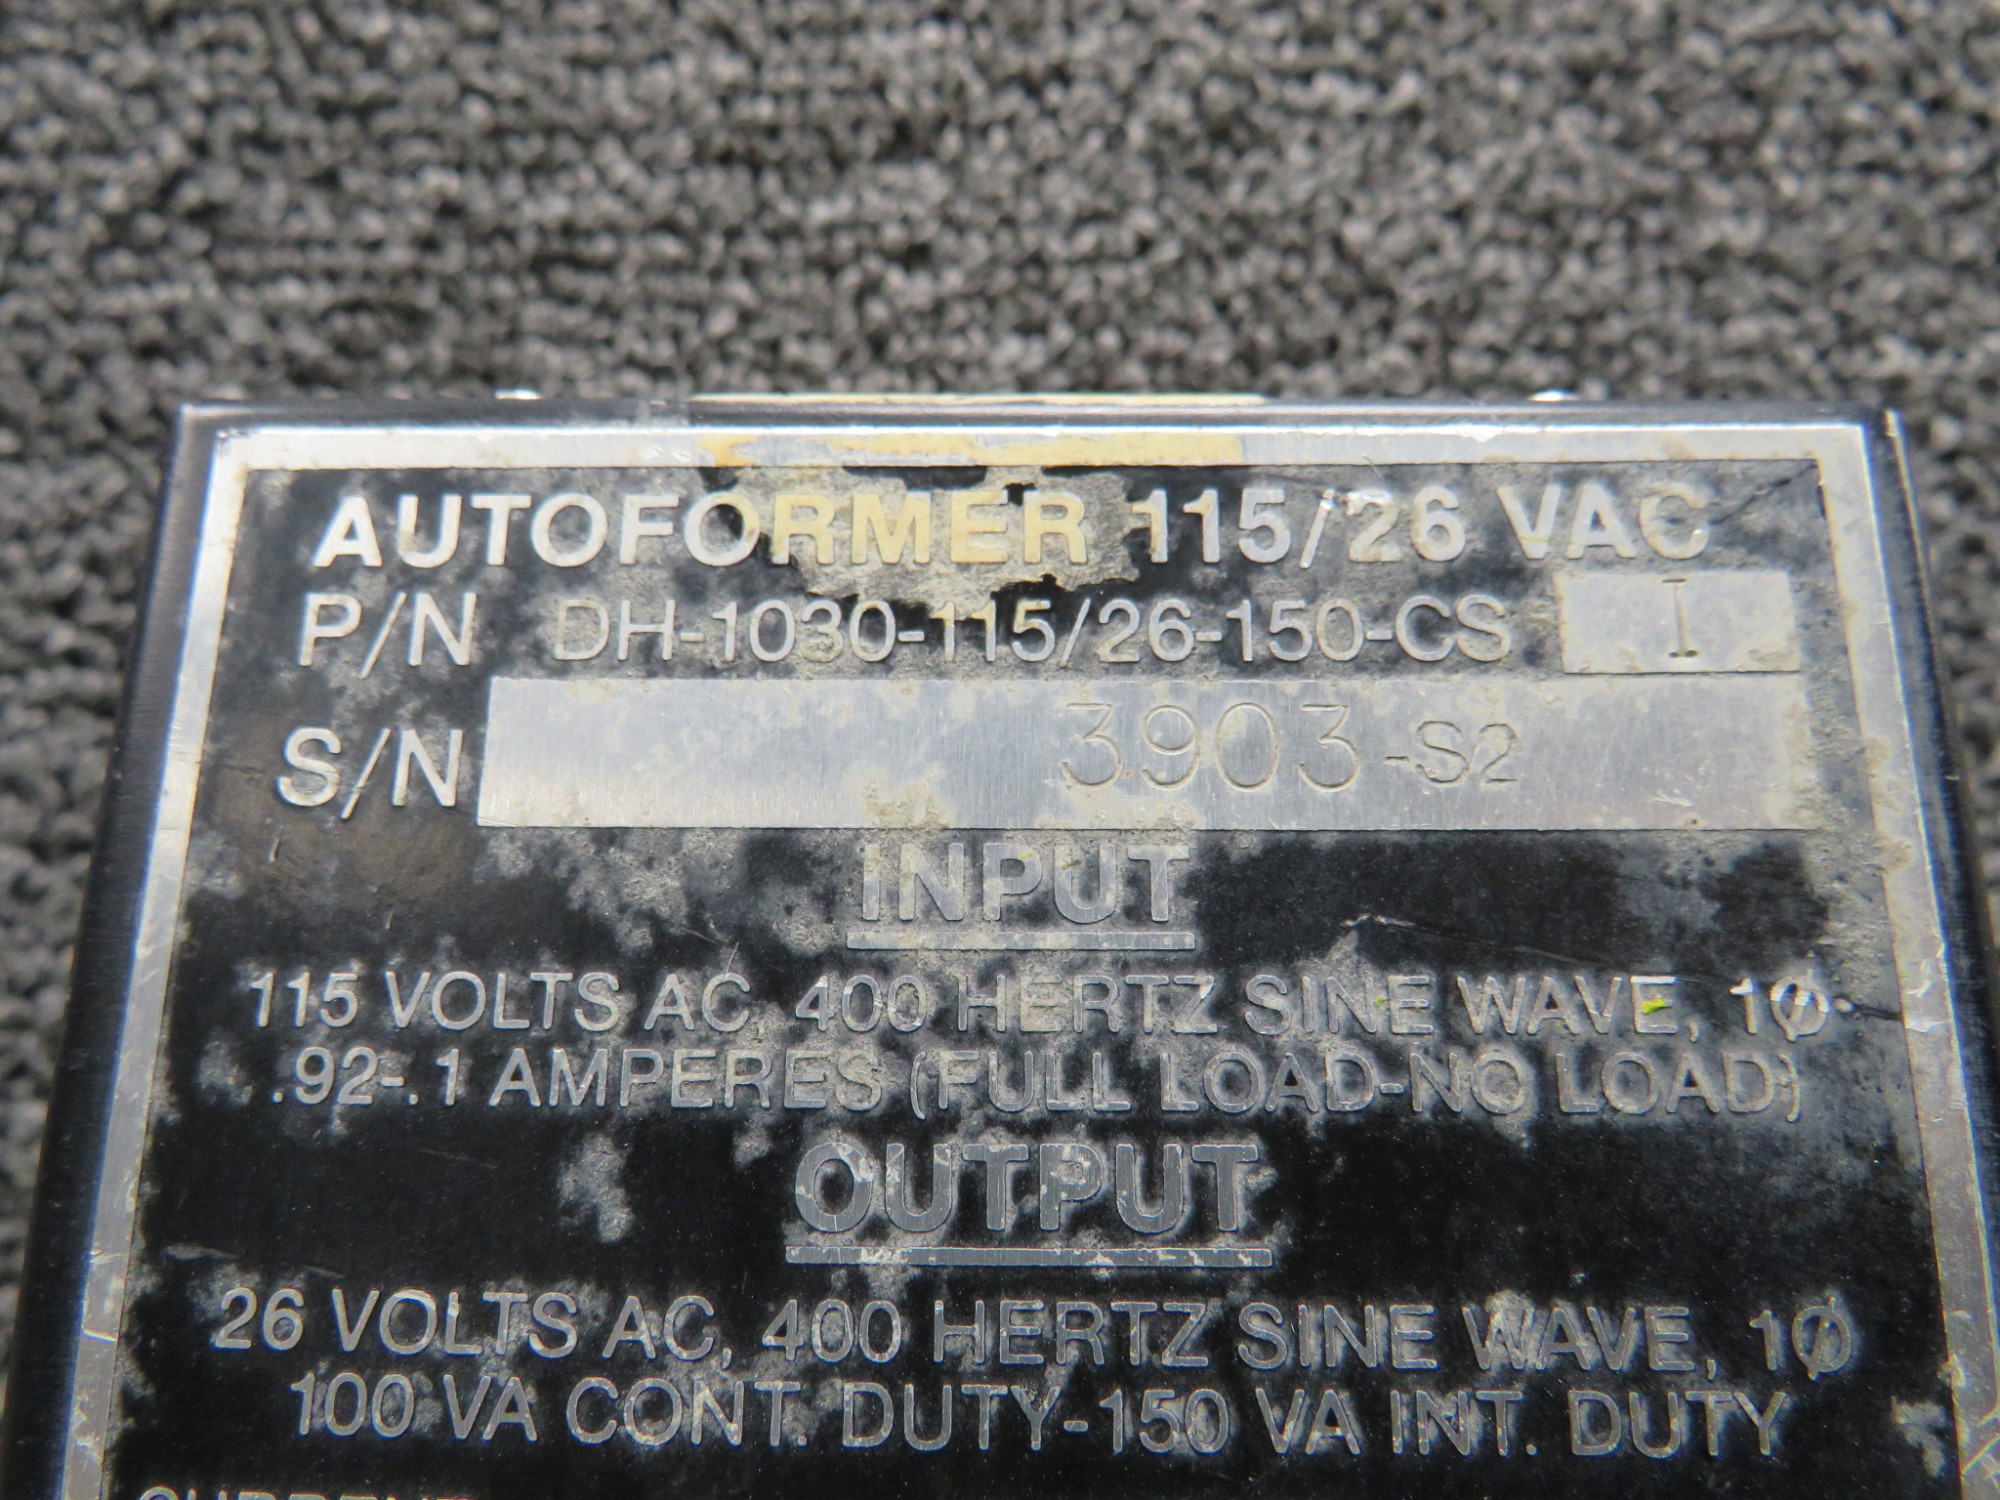 AUTOFORMER 115/26 VAC
P/N DH-1030-115/26-150-CS I
S/N 3903-S2
INPUT
115 VOLTS AC, 400 HERTZ SINE WAVE, 1Ø
.92-.1 AMPERES (FULL LOAD-NO LOAD)
OUTPUT
26 VOLTS AC, 400 HERTZ SINE WAVE, 1Ø
100 VA CONT. DUTY-150 VA INT. DUTY